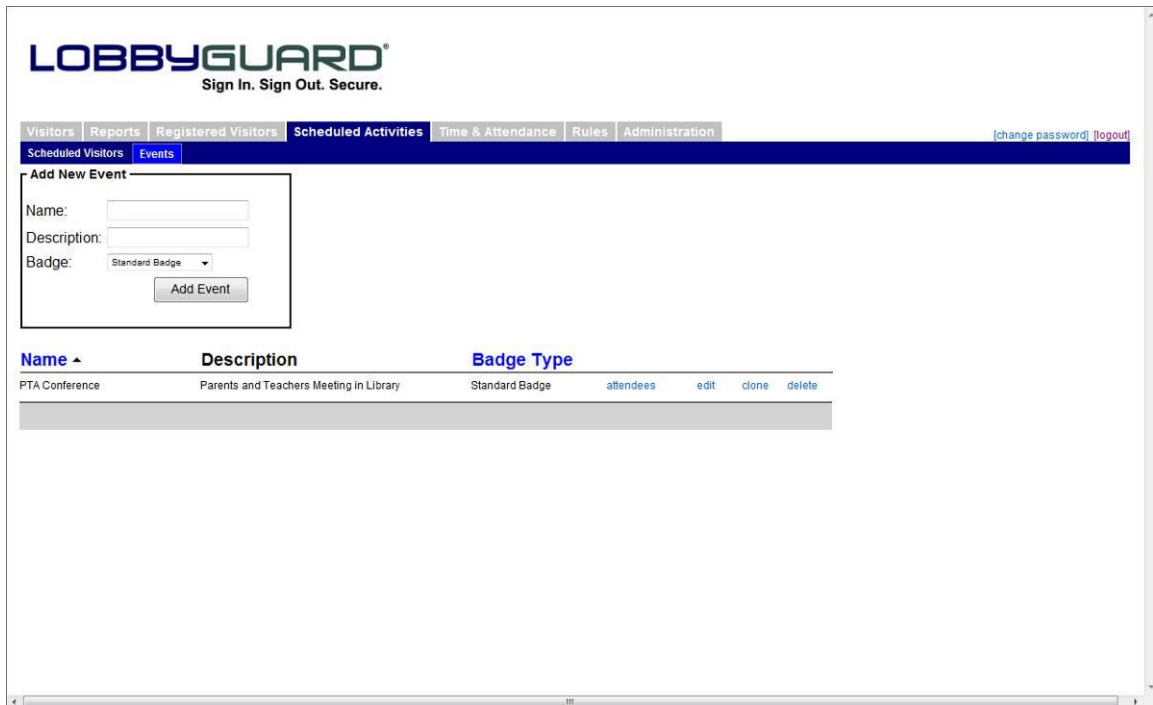 LOBBYGUARD®
Sign In. Sign Out. Secure.
Visitors Reports Registered Visitors Scheduled Activities Time & Attendance Rules Administration [change password] [logout]
Scheduled Visitors Events
Add New Event
Name:
Description:
Badge: Standard Badge
Add Event
Name Description Badge Type
PTA Conference Parents and Teachers Meeting in Library Standard Badge attendees edit clone delete